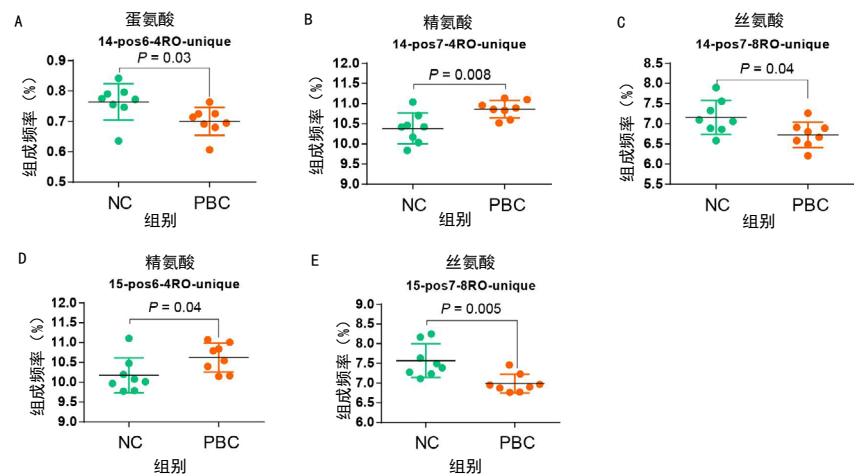 A
蛋氨酸
14-pos6-4RO-unique
P = 0.03
组成频率（%）
0.9
0.8
0.7
0.6
0.5
NC
PBC
组别
B
精氨酸
14-pos7-4RO-unique
P = 0.008
组成频率（%）
12.0
11.5
11.0
10.5
10.0
9.5
9.0
NC
PBC
组别
C
丝氨酸
14-pos7-8RO-unique
P = 0.04
组成频率（%）
8.5
8.0
7.5
7.0
6.5
6.0
5.5
NC
PBC
组别
D
精氨酸
15-pos6-4RO-unique
P = 0.04
组成频率（%）
12.0
11.5
11.0
10.5
10.0
9.5
9.0
NC
PBC
组别
E
丝氨酸
15-pos7-8RO-unique
P = 0.005
组成频率（%）
9.0
8.5
8.0
7.5
7.0
6.5
6.0
NC
PBC
组别